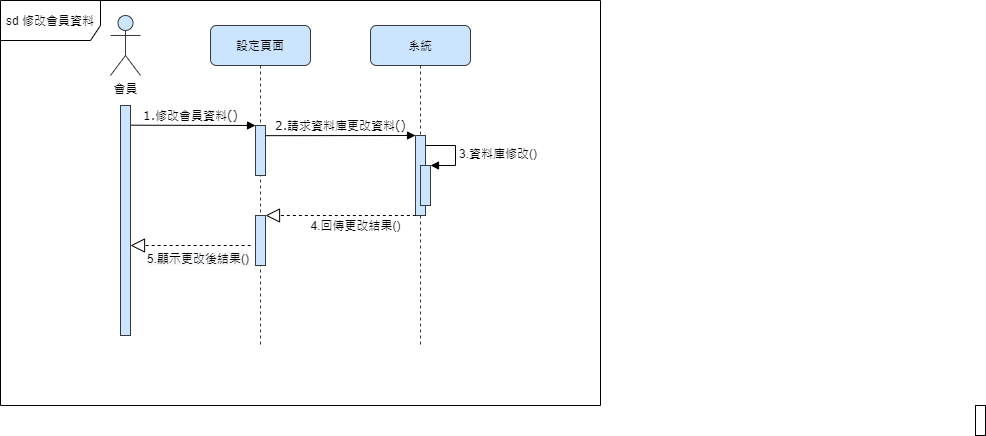 sd 修改會員資料
設定頁面
系統
會員
1.修改會員資料()
2.請求資料庫更改資料()
3.資料庫修改()
4.回傳更改結果()
5.顯示更改後結果()